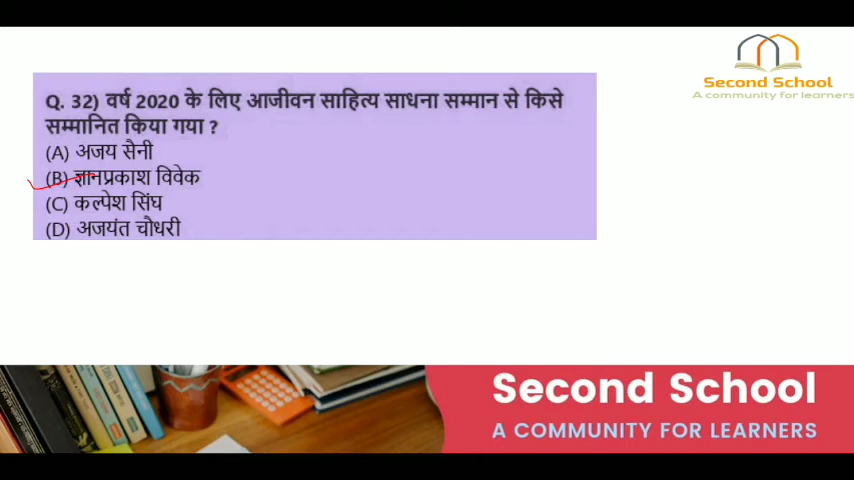 Second School
A community for learners
Q. 32) वर्ष 2020 के लिए आजीवन साहित्य साधना सम्मान से किसे
सम्मानित किया गया ?
(A) अजय सैनी
(B) ज्ञानप्रकाश विवेक
(C) कल्पेश सिंघ
(D) अजयंत चौधरी
Second School
A COMMUNITY FOR LEARNERS